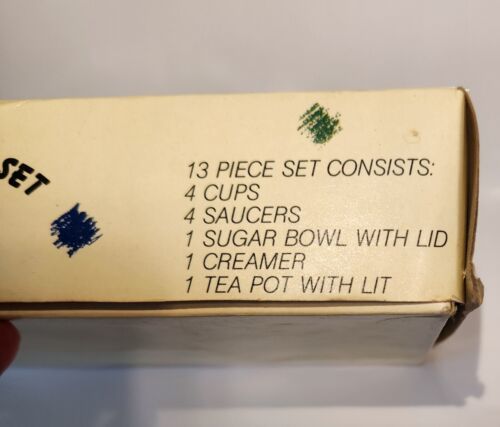 SET
13 PIECE SET CONSISTS:
4 CUPS
4 SAUCERS
1 SUGAR BOWL WITH LID
1 CREAMER
1 TEA POT WITH LIT